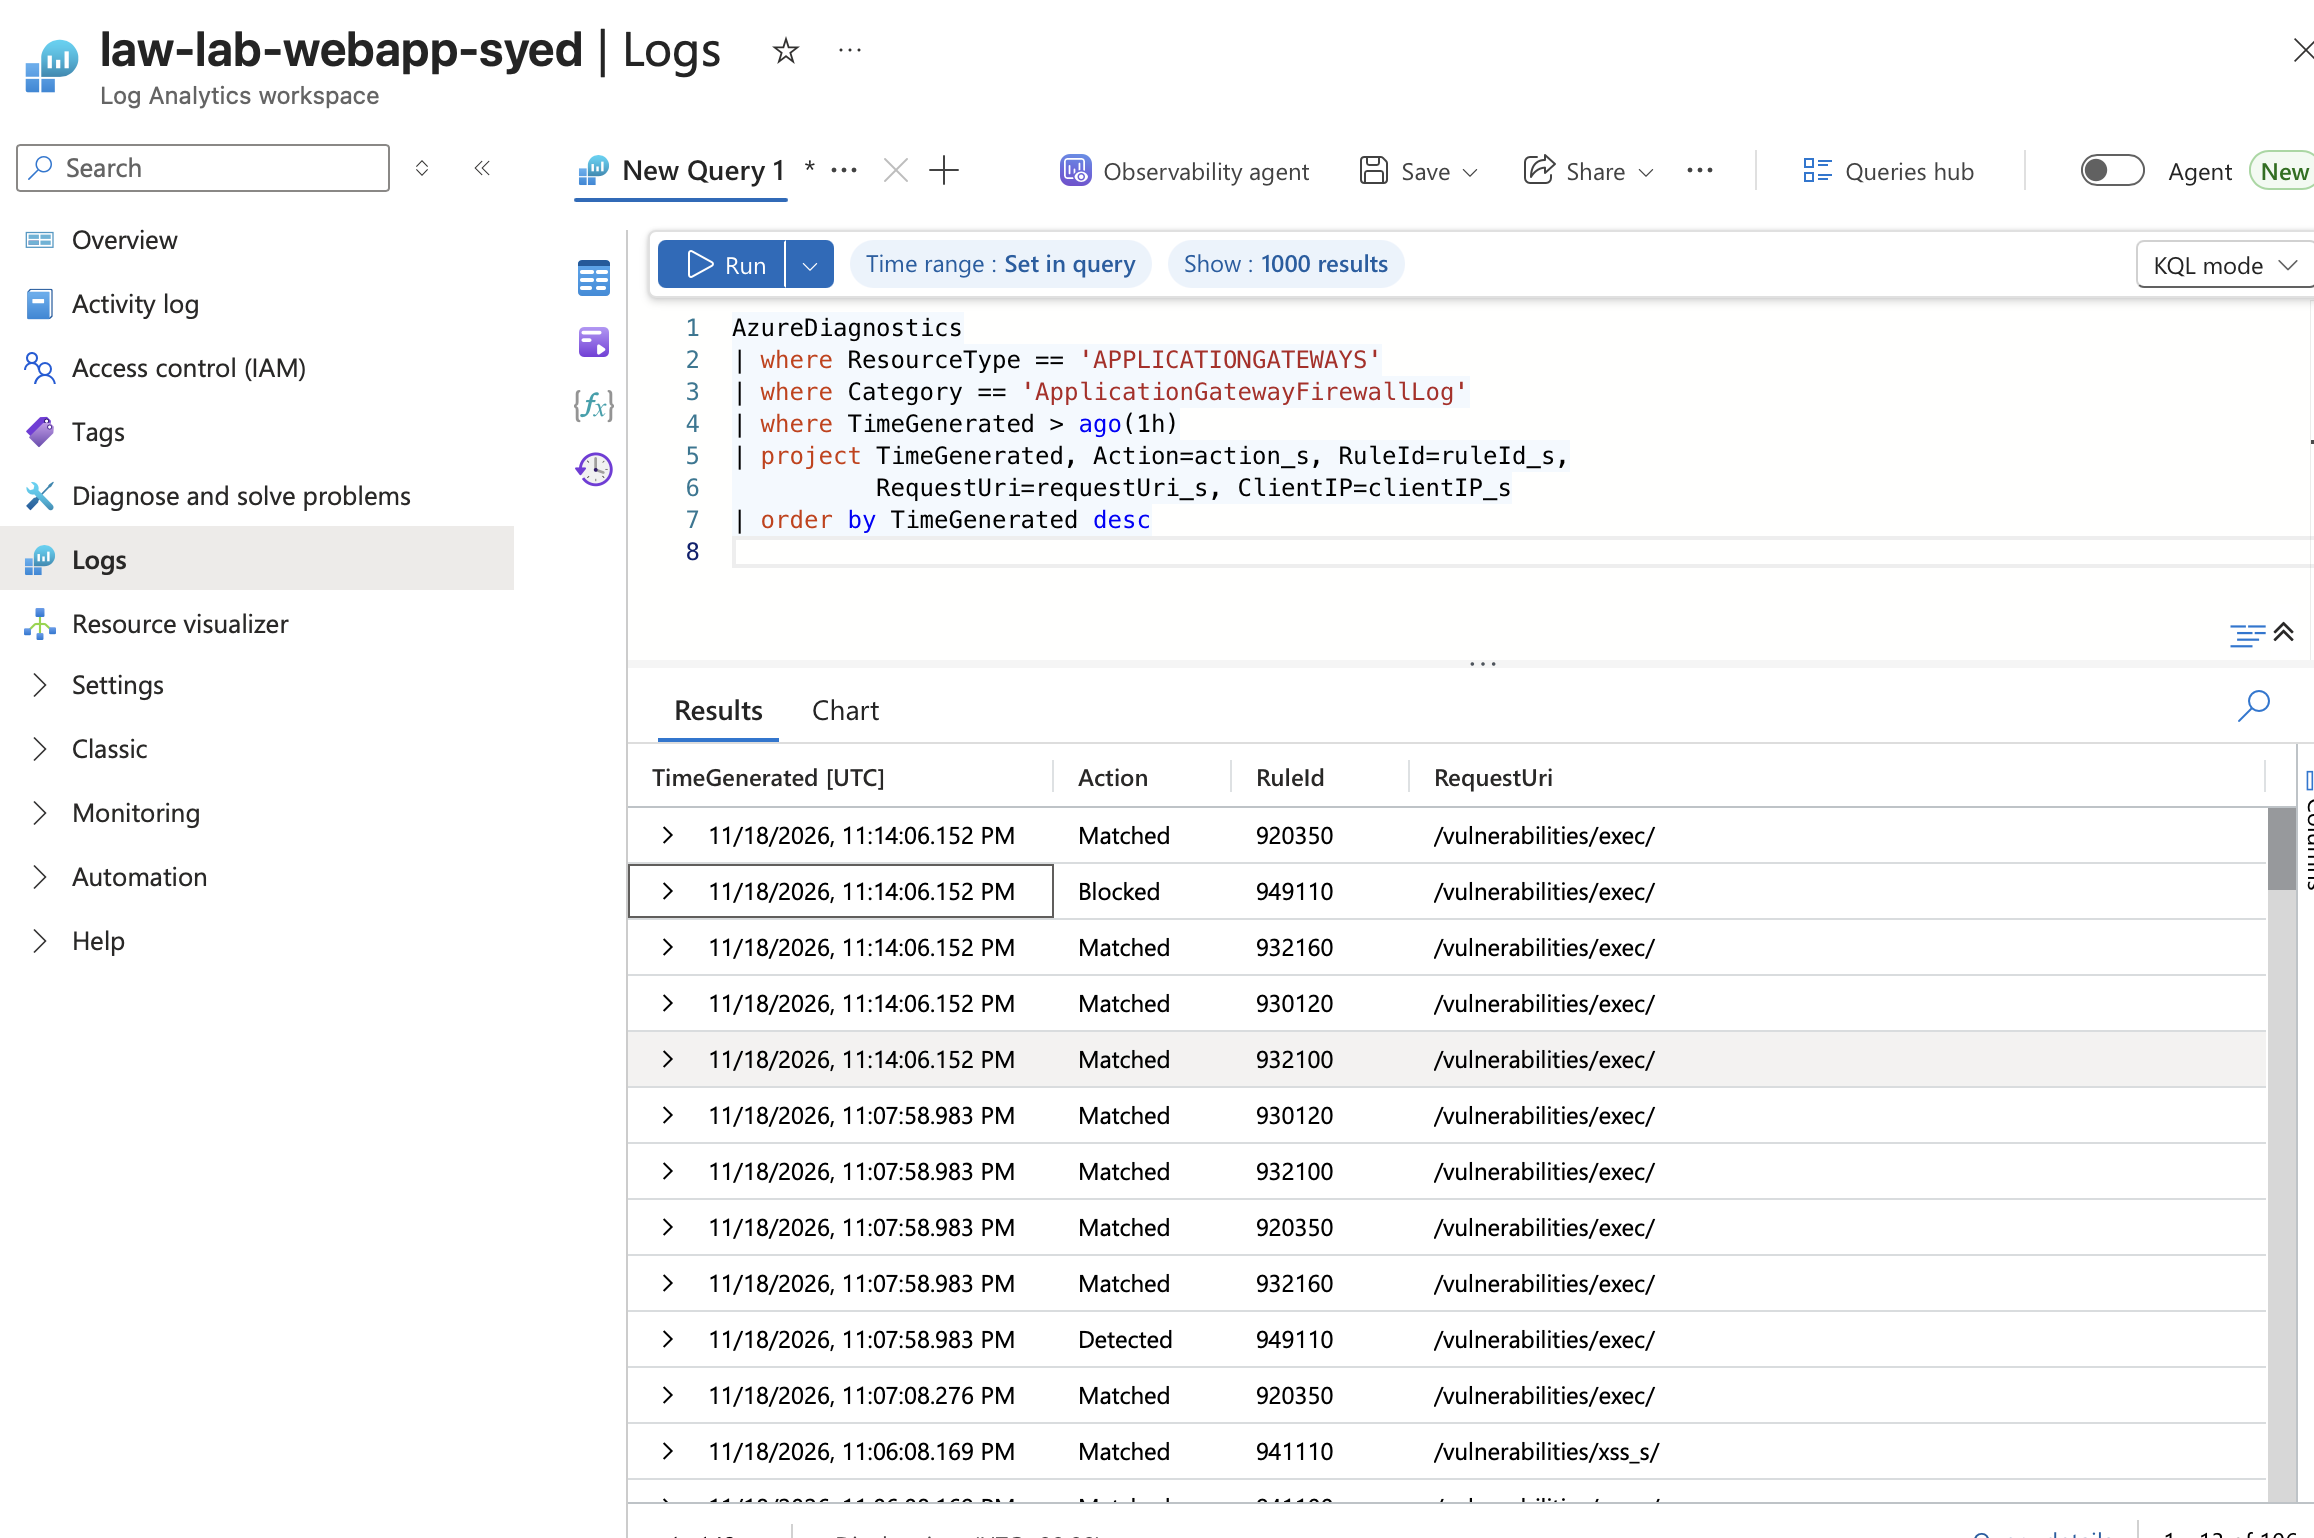 law-lab-webapp-syed | Logs
Log Analytics workspace
Search
Overview
Activity log
Access control (IAM)
Tags
Diagnose and solve problems
Logs
Resource visualizer
Settings
Classic
Monitoring
Automation
Help
New Query 1 *
Observability agent
Save
Share
Queries hub
Agent
New
Run
Time range : Set in query
Show : 1000 results
KQL mode
{fx}
1 AzureDiagnostics
2 | where ResourceType == 'APPLICATIONGATEWAYS'
3 | where Category == 'ApplicationGatewayFirewallLog'
4 | where TimeGenerated > ago(1h)
5 | project TimeGenerated, Action=action_s, RuleId=ruleId_s,
6 RequestUri=requestUri_s, ClientIP=clientIP_s
7 | order by TimeGenerated desc
8
Results Chart
TimeGenerated [UTC] Action RuleId RequestUri
11/18/2026, 11:14:06.152 PM Matched 920350 /vulnerabilities/exec/
11/18/2026, 11:14:06.152 PM Blocked 949110 /vulnerabilities/exec/
11/18/2026, 11:14:06.152 PM Matched 932160 /vulnerabilities/exec/
11/18/2026, 11:14:06.152 PM Matched 930120 /vulnerabilities/exec/
11/18/2026, 11:14:06.152 PM Matched 932100 /vulnerabilities/exec/
11/18/2026, 11:07:58.983 PM Matched 930120 /vulnerabilities/exec/
11/18/2026, 11:07:58.983 PM Matched 932100 /vulnerabilities/exec/
11/18/2026, 11:07:58.983 PM Matched 920350 /vulnerabilities/exec/
11/18/2026, 11:07:58.983 PM Matched 932160 /vulnerabilities/exec/
11/18/2026, 11:07:58.983 PM Detected 949110 /vulnerabilities/exec/
11/18/2026, 11:07:08.276 PM Matched 920350 /vulnerabilities/exec/
11/18/2026, 11:06:08.169 PM Matched 941110 /vulnerabilities/xss_s/
Columns